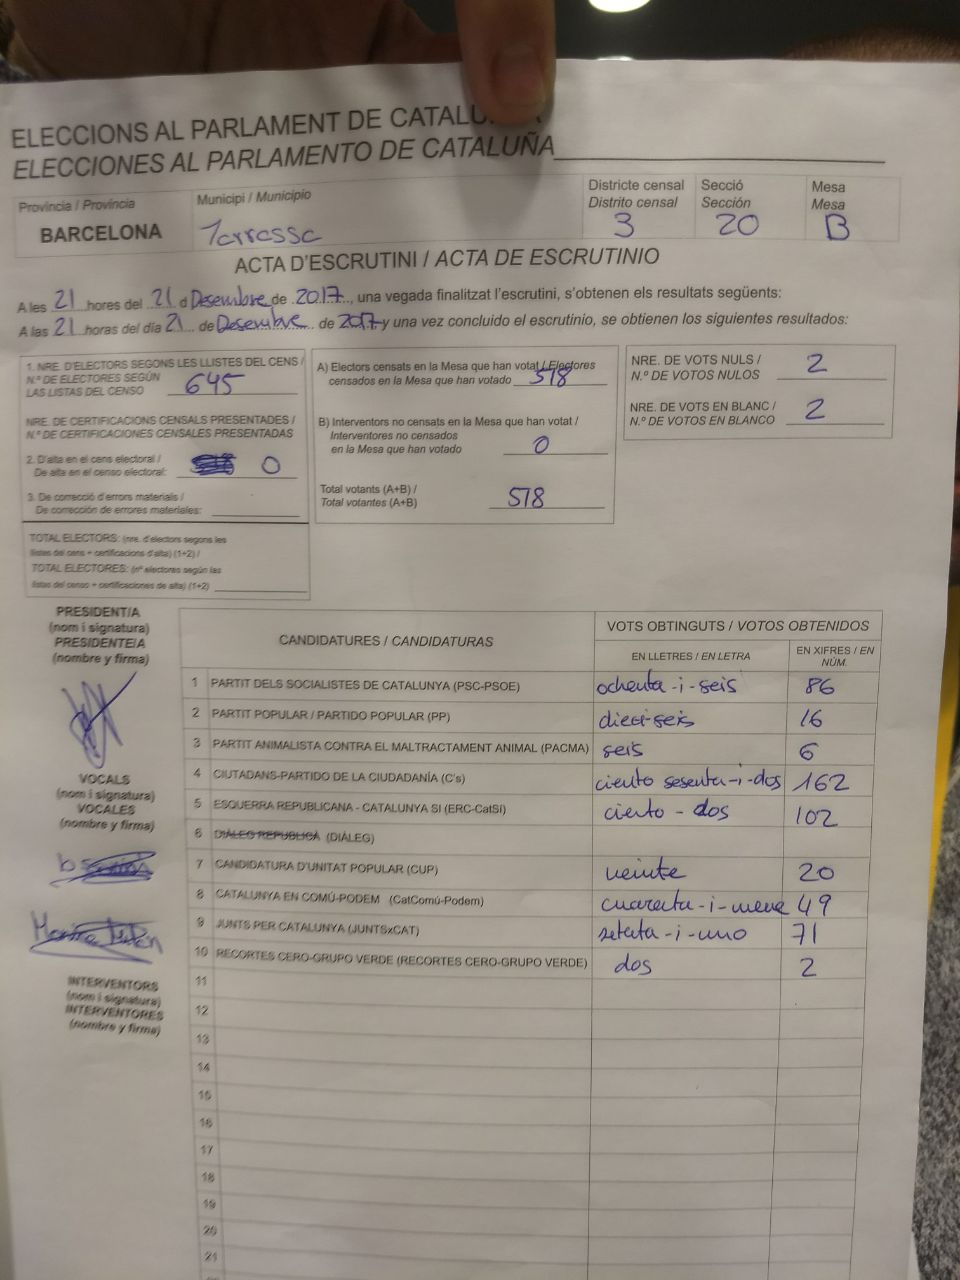 ELECCIONS AL PARLAMENT DE CATALU
ELECCIONES AL PARLAMENTO DE CATALUÑA
Provincia / Provincia
BARCELONA
Municipi / Municipio
Terrassa
Districte censal
Distrito censal
3
Secció
Sección
20
Mesa
Mesa
B
ACTA D'ESCRUTINI / ACTA DE ESCRUTINIO
A les 21 hores del 21 d Desembre de 2017, una vegada finalitzat l'escrutini, s'obtenen els resultats següents:
A las 21 horas del día 21 de Desembre de 2017 y una vez concluido el escrutinio, se obtienen los siguientes resultados:
1. NRE. D'ELECTORS SEGONS LES LLISTES DEL CENS /
N.º DE ELECTORES SEGÚN
LAS LISTAS DEL CENSO 645
NRE. DE CERTIFICACIONS CENSALS PRESENTADES /
N.º DE CERTIFICACIONES CENSALES PRESENTADAS
2. D'alta en el cens electoral /
De alta en el censo electoral: 0
3. De correcció d'errors materials /
De corrección de errores materiales:
TOTAL ELECTORS: (nre. d'electors segons les
llistes del cens + certificacions d'alta) (1+2) /
TOTAL ELECTORES: (nº electores según las
listas del censo + certificaciones de alta) (1+2)
A) Electors censats en la Mesa que han votat / Electores
censados en la Mesa que han votado 518
B) Interventors no censats en la Mesa que han votat /
Interventores no censados
en la Mesa que han votado 0
Total votants (A+B) /
Total votantes (A+B) 518
NRE. DE VOTS NULS /
N.º DE VOTOS NULOS 2
NRE. DE VOTS EN BLANC /
N.º DE VOTOS EN BLANCO 2
PRESIDENT/A
(nom i signatura)
PRESIDENTE/A
(nombre y firma)
VOCALS
(nom i signatura)
VOCALES
(nombre y firma)
INTERVENTORS
(nom i signatura)
INTERVENTORES
(nombre y firma)
CANDIDATURES / CANDIDATURAS
VOTS OBTINGUTS / VOTOS OBTENIDOS
EN LLETRES / EN LETRA
EN XIFRES / EN NÚM.
1 PARTIT DELS SOCIALISTES DE CATALUNYA (PSC-PSOE) ochenta-i-seis 86
2 PARTIT POPULAR / PARTIDO POPULAR (PP) dieci-seis 16
3 PARTIT ANIMALISTA CONTRA EL MALTRACTAMENT ANIMAL (PACMA) seis 6
4 CIUTADANS-PARTIDO DE LA CIUDADANÍA (C's) ciento sesenta-i-dos 162
5 ESQUERRA REPUBLICANA - CATALUNYA SI (ERC-CatSí) ciento - dos 102
6 DIÀLEG REPUBLICÀ (DIÀLEG)
7 CANDIDATURA D'UNITAT POPULAR (CUP) veinte 20
8 CATALUNYA EN COMÚ-PODEM (CatComú-Podem) cuarenta-i-nueve 49
9 JUNTS PER CATALUNYA (JUNTSxCAT) setenta-i-uno 71
10 RECORTES CERO-GRUPO VERDE (RECORTES CERO-GRUPO VERDE) dos 2
11
12
13
14
15
16
17
18
19
20
21